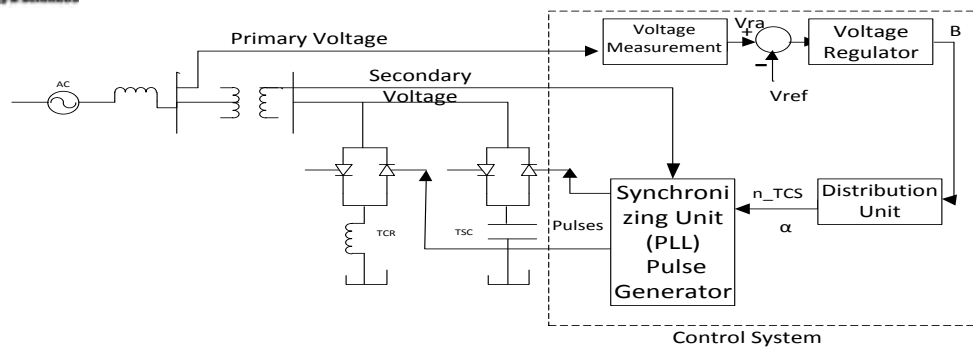 Primary Voltage
Voltage
Measurement
Vra
+
−
Vref
Voltage
Regulator
B
AC
Secondary
Voltage
Synchroni
zing Unit
(PLL)
Pulse
Generator
n_TCS
α
Distribution
Unit
TCR
TSC
Pulses
Control System